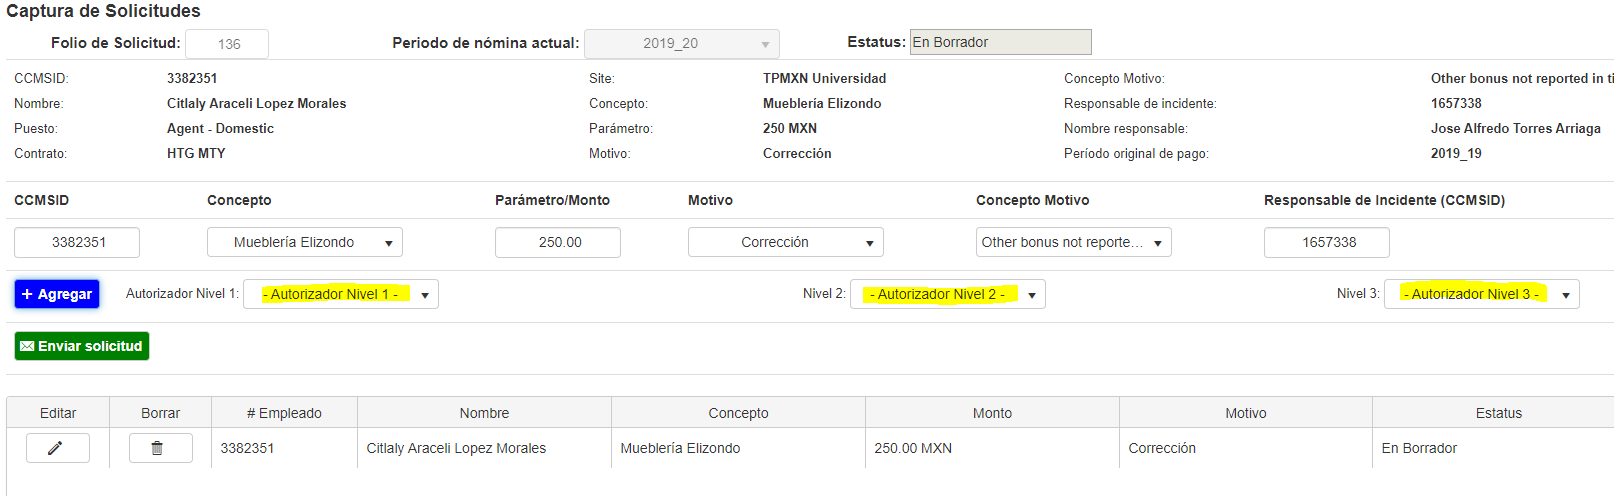 Captura de Solicitudes
Folio de Solicitud: 136 Periodo de nómina actual: 2019_20 Estatus: En Borrador
CCMSID: 3382351 Site: TPMXN Universidad Concepto Motivo: Other bonus not reported in ti
Nombre: Citlaly Araceli Lopez Morales Concepto: Muebleria Elizondo Responsable de incidente: 1657338
Puesto: Agent - Domestic Parámetro: 250 MXN Nombre responsable: Jose Alfredo Torres Arriaga
Contrato: HTG MTY Motivo: Corrección Período original de pago: 2019_19
CCMSID Concepto Parámetro/Monto Motivo Concepto Motivo Responsable de Incidente (CCMSID)
3382351 Mueblería Elizondo 250.00 Corrección Other bonus not reporte... 1657338
+ Agregar Autorizador Nivel 1: - Autorizador Nivel 1 - Nivel 2: - Autorizador Nivel 2 - Nivel 3: - Autorizador Nivel 3 -
Enviar solicitud
Editar Borrar # Empleado Nombre Concepto Monto Motivo Estatus
3382351 Citlaly Araceli Lopez Morales Mueblería Elizondo 250.00 MXN Corrección En Borrador